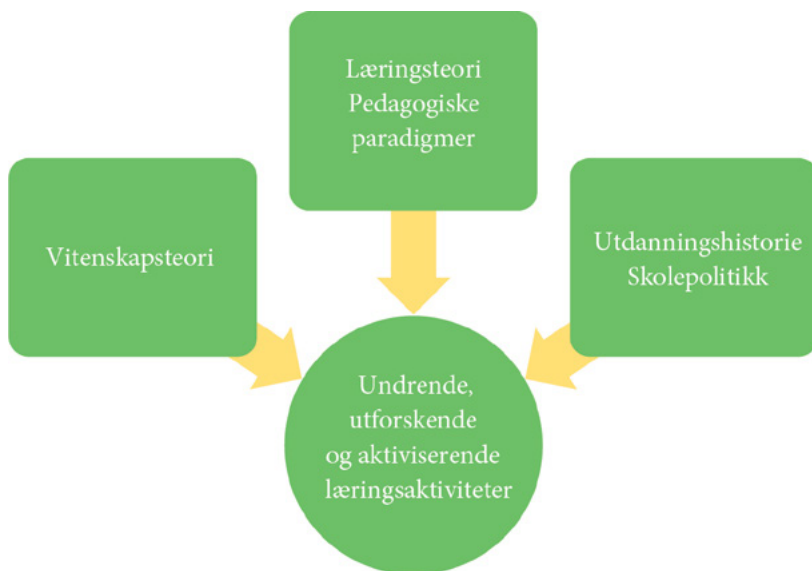 Læringsteori
Pedagogiske
paradigmer
Vitenskapsteori
Utdanningshistorie
Skolepolitikk
Undrende,
utforskende
og aktiviserende
læringsaktiviteter